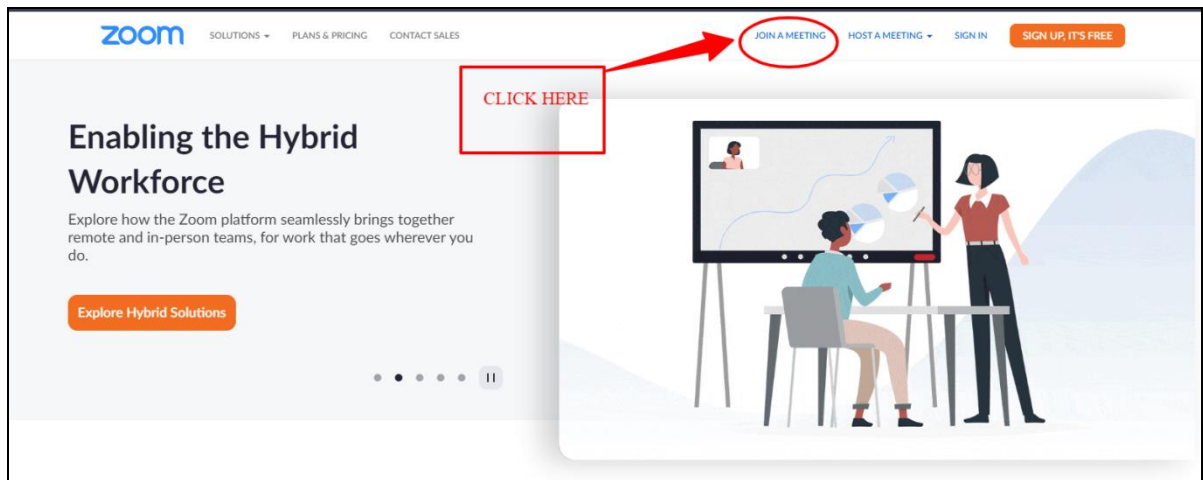 zoom SOLUTIONS PLANS & PRICING CONTACT SALES JOIN A MEETING HOST A MEETING SIGN IN SIGN UP, IT'S FREE
CLICK HERE
Enabling the Hybrid
Workforce
Explore how the Zoom platform seamlessly brings together
remote and in-person teams, for work that goes wherever you
do.
Explore Hybrid Solutions